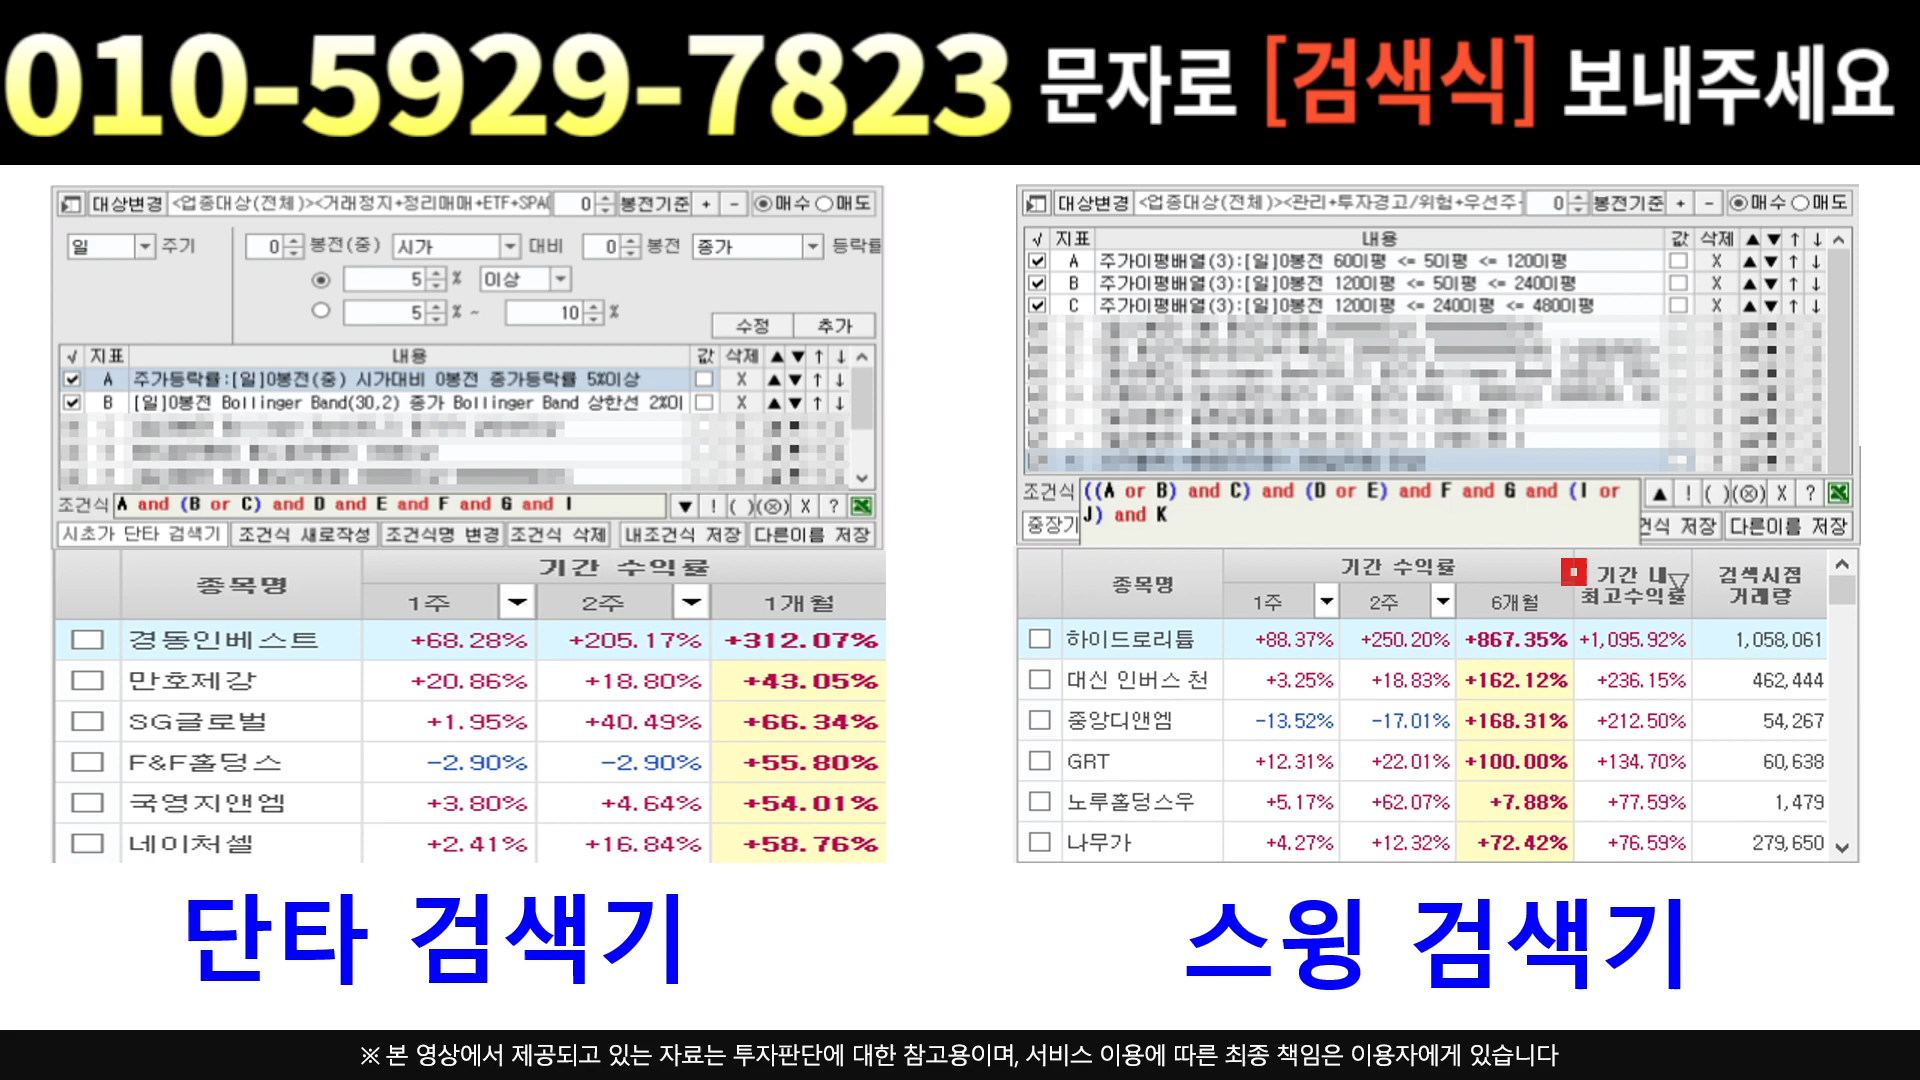 010-5929-7823 문자로 [검색식] 보내주세요
대상변경 <업종대상(전체)><거래정지+정리매매+ETF+SPA 0 봉전기준 + - 매수 매도
일 주기 0 봉전(중) 시가 대비 0 봉전 종가 등락률
5 % 이상
5 % ~ 10 %
수정 추가
√ 지표 내용 값 삭제 ▲ ▼ ↑ ↓
A 주가등락률:[일]0봉전(중) 시가대비 0봉전 종가등락률 5%이상 X ▲ ▼ ↑ ↓
B [일]0봉전 Bollinger Band(30,2) 종가 Bollinger Band 상한선 2%이 X ▲ ▼ ↑ ↓
조건식 A and (B or C) and D and E and F and G and I ▼ ! ( )(⊗) X ?
시초가 단타 검색기 조건식 새로작성 조건식명 변경 조건식 삭제 내조건식 저장 다른이름 저장
종목명 기간 수익률
1주 2주 1개월
경동인베스트 +68.28% +205.17% +312.07%
만호제강 +20.86% +18.80% +43.05%
SG글로벌 +1.95% +40.49% +66.34%
F&F홀딩스 -2.90% -2.90% +55.80%
국영지앤엠 +3.80% +4.64% +54.01%
네이처셀 +2.41% +16.84% +58.76%
단타 검색기
대상변경 <업종대상(전체)><관리+투자경고/위험+우선주+ 0 봉전기준 + - 매수 매도
√ 지표 내용 값 삭제 ▲ ▼ ↑ ↓
A 주가이평배열(3):[일]0봉전 60이평 <= 5이평 <= 120이평 X ▲ ▼ ↑ ↓
B 주가이평배열(3):[일]0봉전 120이평 <= 5이평 <= 240이평 X ▲ ▼ ↑ ↓
C 주가이평배열(3):[일]0봉전 120이평 <= 240이평 <= 480이평 X ▲ ▼ ↑ ↓
조건식 ((A or B) and C) and (D or E) and F and G and (I or ▲ ! ( )(⊗) X ?
중장기 J) and K 건식 저장 다른이름 저장
종목명 기간 수익률 기간 내 최고수익률 검색시점 거래량
1주 2주 6개월
하이드로리튬 +88.37% +250.20% +867.35% +1,095.92% 1,058,061
대신 인버스 천 +3.25% +18.83% +162.12% +236.15% 462,444
중앙디앤엠 -13.52% -17.01% +168.31% +212.50% 54,267
GRT +12.31% +22.01% +100.00% +134.70% 60,638
노루홀딩스우 +5.17% +62.07% +7.88% +77.59% 1,479
나무가 +4.27% +12.32% +72.42% +76.59% 279,650
스윙 검색기
※ 본 영상에서 제공되고 있는 자료는 투자판단에 대한 참고용이며, 서비스 이용에 따른 최종 책임은 이용자에게 있습니다